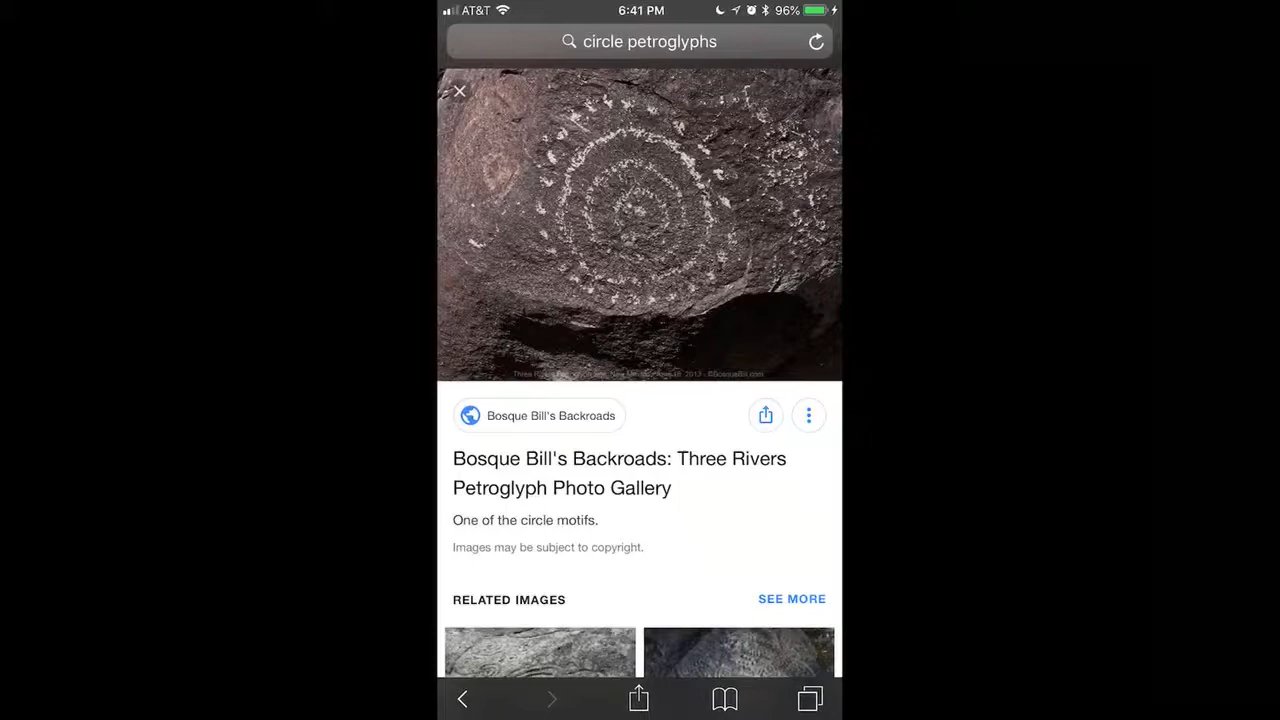 AT&T 6:41 PM 96%
circle petroglyphs
Bosque Bill's Backroads
Bosque Bill's Backroads: Three Rivers
Petroglyph Photo Gallery
One of the circle motifs.
Images may be subject to copyright.
RELATED IMAGES SEE MORE